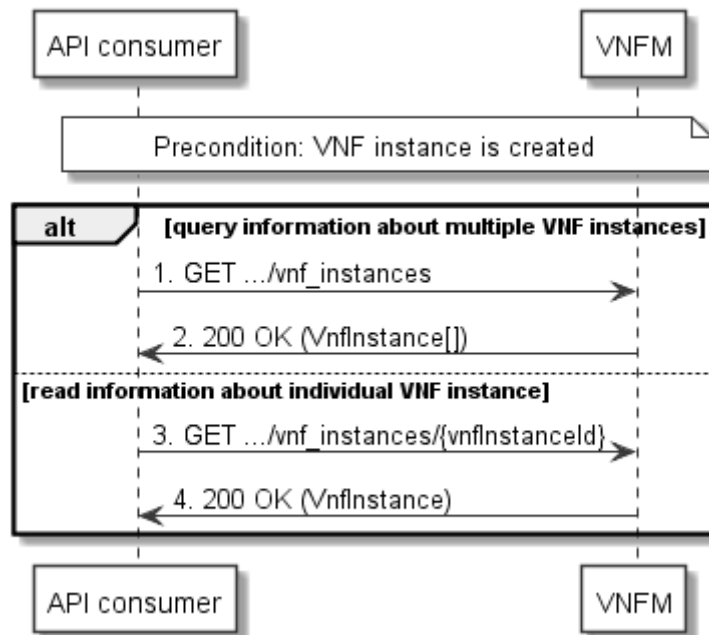 API consumer
VNFM
Precondition: VNF instance is created
alt
[query information about multiple VNF instances]
1. GET .../vnf_instances
2. 200 OK (VnfInstance[])
[read information about individual VNF instance]
3. GET .../vnf_instances/{vnfInstanceId}
4. 200 OK (VnfInstance)
API consumer
VNFM